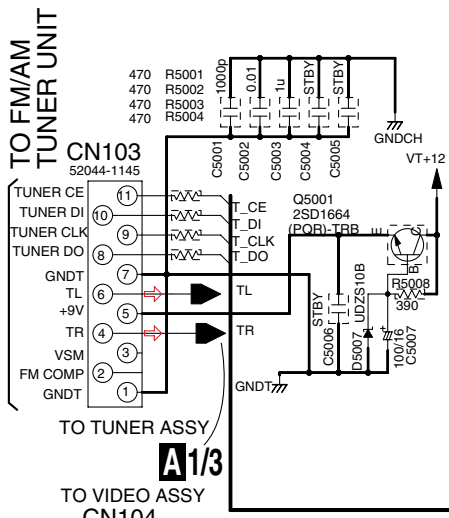 TO FM/AM
TUNER UNIT
470 R5001
470 R5002
470 R5003
470 R5004
1000p
0.01
1u
STBY
STBY
C5001
C5002
C5003
C5004
C5005
GNDCH
VT+12
CN103
52044-1145
TUNER CE 11
TUNER DI 10
TUNER CLK 9
TUNER DO 8
GNDT 7
TL 6
+9V 5
TR 4
VSM 3
FM COMP 2
GNDT 1
T_CE
T_DI
T_CLK
T_DO
TL
TR
Q5001
2SD1664
(PQR)-TRB
E
C
B
R5008
390
STBY
C5006
UDZS10B
D5007
+
100/16
C5007
GNDT
TO TUNER ASSY
A 1/3
TO VIDEO ASSY
CN104